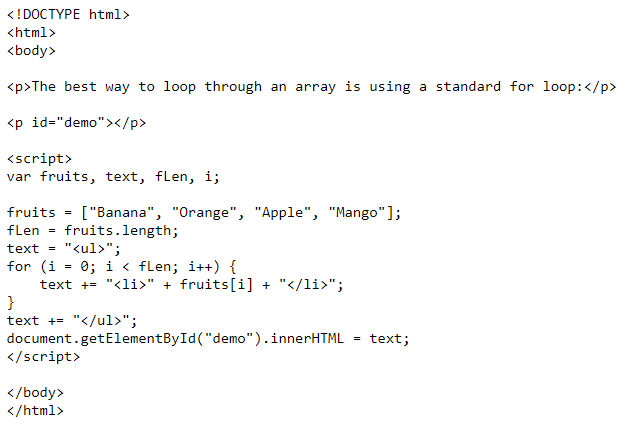 <!DOCTYPE html>
<html>
<body>
<p>The best way to loop through an array is using a standard for loop:</p>
<p id="demo"></p>
<script>
var fruits, text, fLen, i;
fruits = ["Banana", "Orange", "Apple", "Mango"];
fLen = fruits.length;
text = "<ul>";
for (i = 0; i < fLen; i++) {
    text += "<li>" + fruits[i] + "</li>";
}
text += "</ul>";
document.getElementById("demo").innerHTML = text;
</script>
</body>
</html>